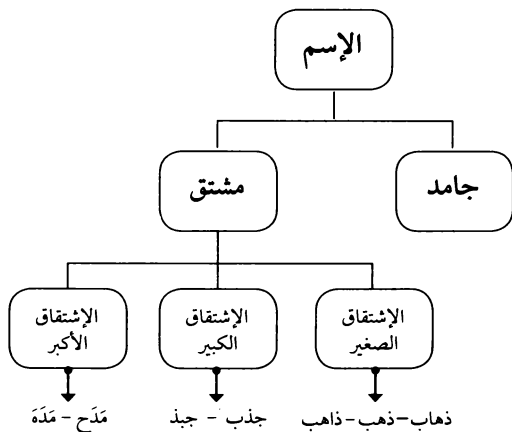 الإسم
جامد
مشتق
الإشتقاق
الصغير
الإشتقاق
الكبير
الإشتقاق
الأكبر
ذهاب-ذهب-ذاهب
جذب - جبذ
مَدَح - مَدَهَ